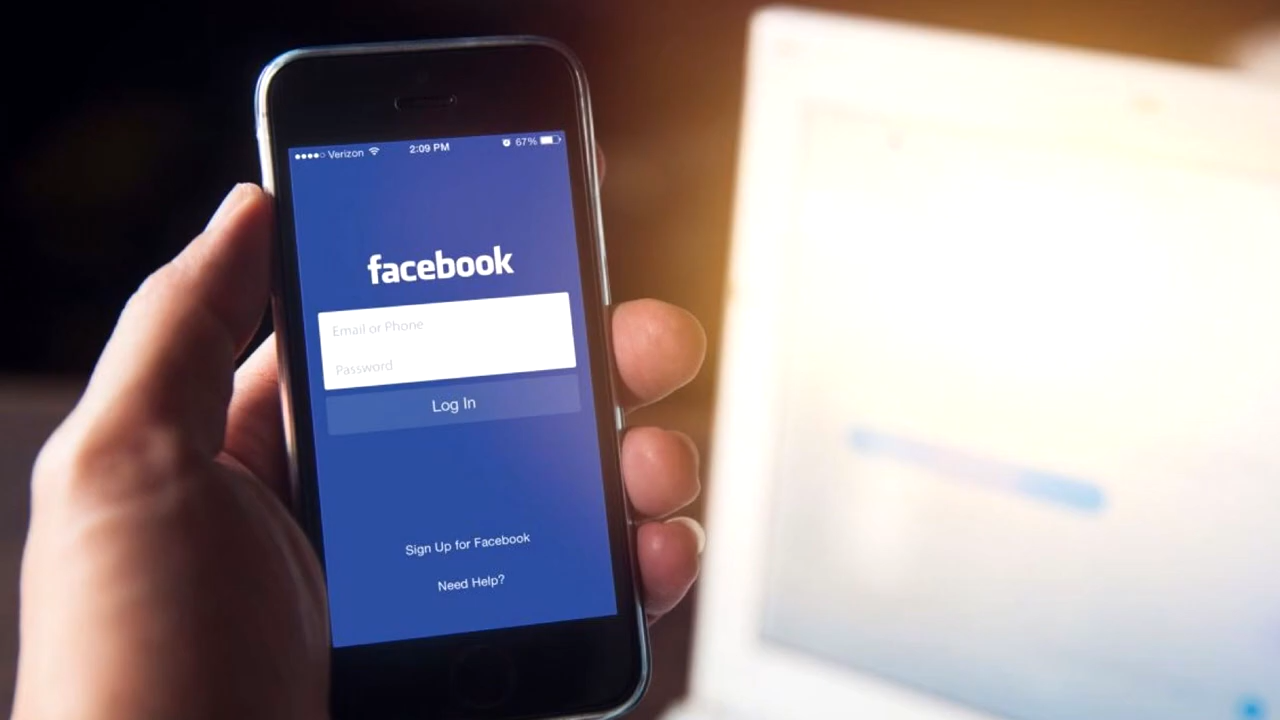 Verizon 2:09 PM 67%
facebook
Email or Phone
Password
Log In
Sign Up for Facebook
Need Help?